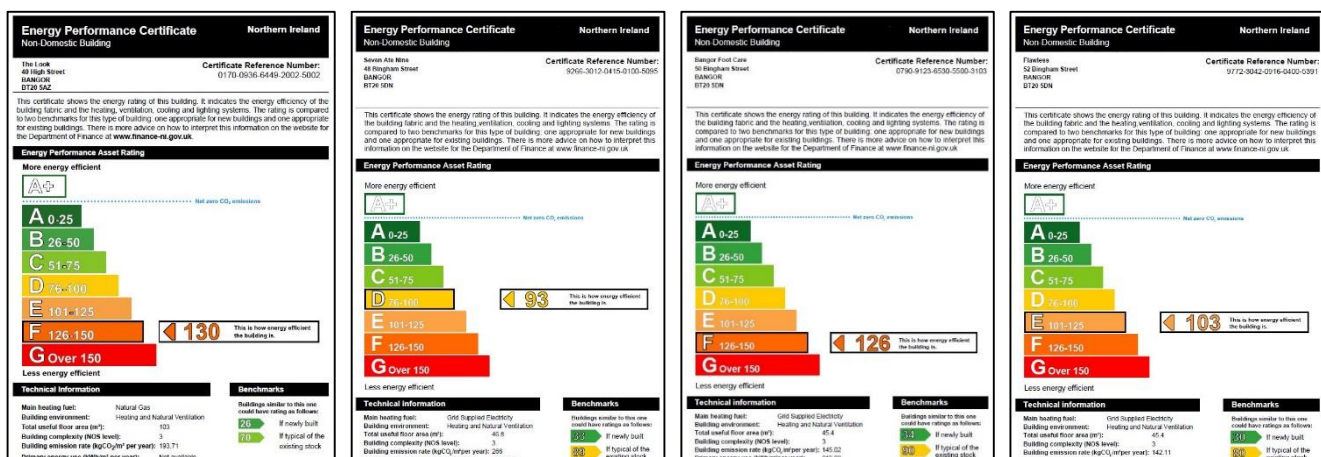 Energy Performance Certificate
Northern Ireland
Non-Domestic Building
The Look
40 High Street
BANGOR
BT20 5AZ
Certificate Reference Number:
0170-0936-6449-2002-5002
This certificate shows the energy rating of this building. It indicates the energy efficiency of the
building fabric and the heating, ventilation, cooling and lighting systems. The rating is compared
to two benchmarks for this type of building: one appropriate for new buildings and one appropriate
for existing buildings. There is more advice on how to interpret this information on the website for
the Department of Finance at www.finance-ni.gov.uk.
Energy Performance Asset Rating
More energy efficient
A+
Net zero CO₂ emissions
A 0-25
B 26-50
C 51-75
D 76-100
E 101-125
F 126-150
130
This is how energy efficient
the building is.
G Over 150
Less energy efficient
Technical Information
Main heating fuel: Natural Gas
Building environment: Heating and Natural Ventilation
Total useful floor area (m²): 103
Building complexity (NOS level): 3
Building emission rate (kgCO₂/m² per year): 193.71
Benchmarks
Buildings similar to this one
could have rating as follows:
26 If newly built
70 If typical of the
existing stock
Energy Performance Certificate
Northern Ireland
Non-Domestic Building
Seven Ate Nine
48 Bingham Street
BANGOR
BT20 5DN
Certificate Reference Number:
9266-3012-0415-0100-5095
This certificate shows the energy rating of this building. It indicates the energy efficiency of
the building fabric and the heating, ventilation, cooling and lighting systems. The rating is
compared to two benchmarks for this type of building: one appropriate for new buildings
and one appropriate for existing buildings. There is more advice on how to interpret this
information on the website for the Department of Finance at www.finance-ni.gov.uk
Energy Performance Asset Rating
More energy efficient
A+
Net zero CO₂ emissions
A 0-25
B 26-50
C 51-75
D 76-100
93
This is how energy efficient
the building is.
E 101-125
F 126-150
G Over 150
Less energy efficient
Technical information
Main heating fuel: Grid Supplied Electricity
Building environment: Heating and Natural Ventilation
Total useful floor area (m²): 46.8
Building complexity (NOS level): 3
Building emission rate (kgCO₂/m²per year): 266
Benchmarks
Buildings similar to this one
could have rating as follows:
33 If newly built
If typical of the
existing stock
Energy Performance Certificate
Northern Ireland
Non-Domestic Building
Bangor Foot Care
50 Bingham Street
BANGOR
BT20 5DN
Certificate Reference Number:
0790-9123-6530-5500-3103
This certificate shows the energy rating of this building. It indicates the energy efficiency of
the building fabric and the heating, ventilation, cooling and lighting systems. The rating is
compared to two benchmarks for this type of building: one appropriate for new buildings
and one appropriate for existing buildings. There is more advice on how to interpret this
information on the website for the Department of Finance at www.finance-ni.gov.uk
Energy Performance Asset Rating
More energy efficient
A+
Net zero CO₂ emissions
A 0-25
B 26-50
C 51-75
D 76-100
E 101-125
F 126-150
126
This is how energy efficient
the building is.
G Over 150
Less energy efficient
Technical information
Main heating fuel: Grid Supplied Electricity
Building environment: Heating and Natural Ventilation
Total useful floor area (m²): 45.4
Building complexity (NOS level): 3
Building emission rate (kgCO₂/m²per year): 145.02
Benchmarks
Buildings similar to this one
could have rating as follows:
34 If newly built
90 If typical of the
existing stock
Energy Performance Certificate
Northern Ireland
Non-Domestic Building
Flawless
52 Bingham Street
BANGOR
BT20 5DN
Certificate Reference Number:
9772-3042-0916-0400-5391
This certificate shows the energy rating of this building. It indicates the energy efficiency of
the building fabric and the heating, ventilation, cooling and lighting systems. The rating is
compared to two benchmarks for this type of building: one appropriate for new buildings
and one appropriate for existing buildings. There is more advice on how to interpret this
information on the website for the Department of Finance at www.finance-ni.gov.uk
Energy Performance Asset Rating
More energy efficient
A+
Net zero CO₂ emissions
A 0-25
B 26-50
C 51-75
D 76-100
E 101-125
103
This is how energy efficient
the building is.
F 126-150
G Over 150
Less energy efficient
Technical information
Main heating fuel: Grid Supplied Electricity
Building environment: Heating and Natural Ventilation
Total useful floor area (m²): 45.4
Building complexity (NOS level): 3
Building emission rate (kgCO₂/m²per year): 142.11
Benchmarks
Buildings similar to this one
could have rating as follows:
30 If newly built
80 If typical of the
existing stock